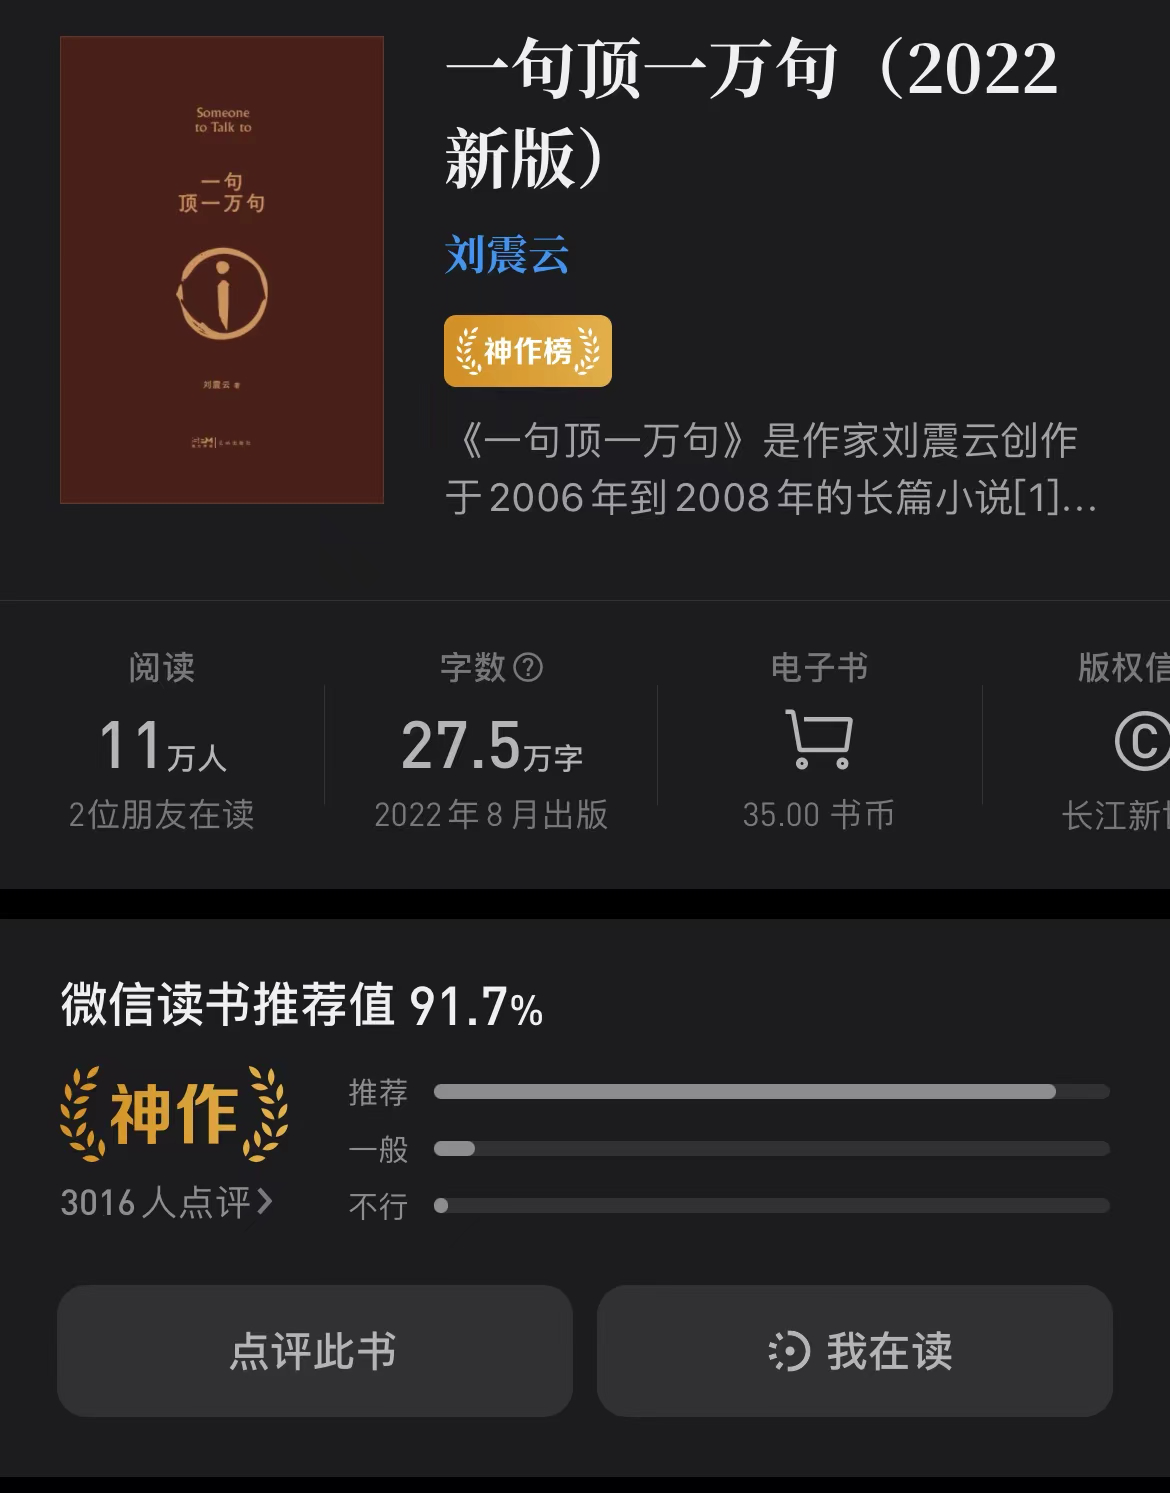 Someone
to Talk to
一句
顶一万句
刘震云 著
一句顶一万句（2022
新版）
刘震云
神作榜
《一句顶一万句》是作家刘震云创作
于2006年到2008年的长篇小说[1]...
阅读
11万人
2位朋友在读
字数?
27.5万字
2022年8月出版
电子书
35.00 书币
版权信
©
长江新世
微信读书推荐值 91.7%
神作
3016人点评>
推荐
一般
不行
点评此书
我在读